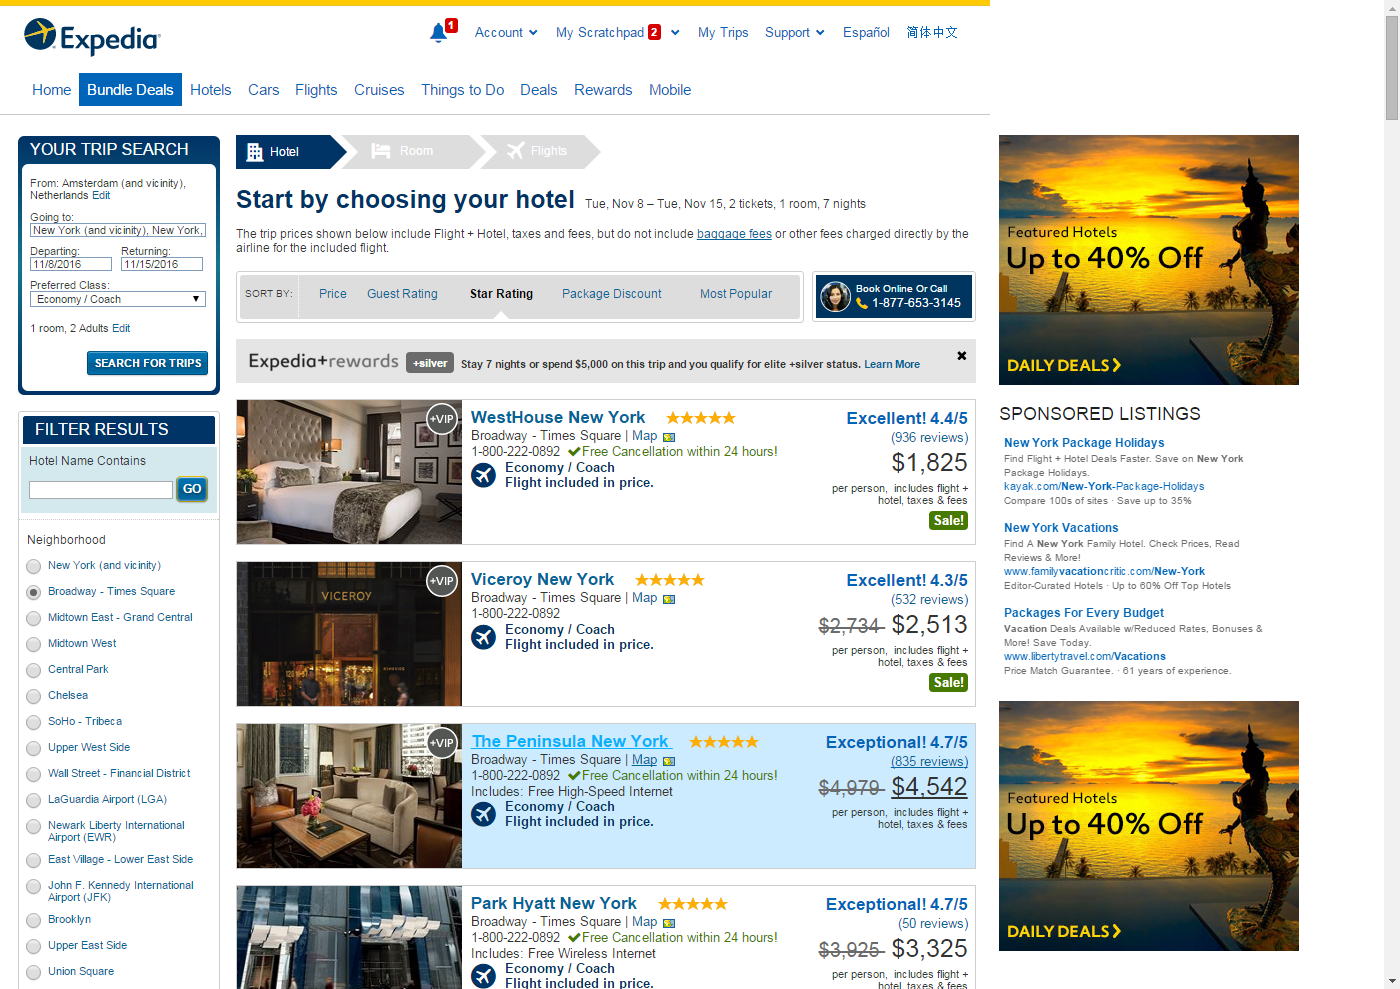 Expedia
1
Account
My Scratchpad 2
My Trips
Support
Español
简体中文
Home
Bundle Deals
Hotels
Cars
Flights
Cruises
Things to Do
Deals
Rewards
Mobile
YOUR TRIP SEARCH
From: Amsterdam (and vicinity),
Netherlands Edit
Going to:
New York (and vicinity), New York,
Departing: Returning:
11/8/2016 11/15/2016
Preferred Class:
Economy / Coach
1 room, 2 Adults Edit
SEARCH FOR TRIPS
FILTER RESULTS
Hotel Name Contains
GO
Neighborhood
New York (and vicinity)
Broadway - Times Square
Midtown East - Grand Central
Midtown West
Central Park
Chelsea
SoHo - Tribeca
Upper West Side
Wall Street - Financial District
LaGuardia Airport (LGA)
Newark Liberty International
Airport (EWR)
East Village - Lower East Side
John F. Kennedy International
Airport (JFK)
Brooklyn
Upper East Side
Union Square
Hotel
Room
Flights
Start by choosing your hotel Tue, Nov 8 – Tue, Nov 15, 2 tickets, 1 room, 7 nights
The trip prices shown below include Flight + Hotel, taxes and fees, but do not include baggage fees or other fees charged directly by the
airline for the included flight.
SORT BY: Price Guest Rating Star Rating Package Discount Most Popular
Book Online Or Call
1-877-653-3145
Expedia+rewards +silver Stay 7 nights or spend $5,000 on this trip and you qualify for elite +silver status. Learn More
+VIP
WestHouse New York
Broadway - Times Square | Map
1-800-222-0892 Free Cancellation within 24 hours!
Economy / Coach
Flight included in price.
Excellent! 4.4/5
(936 reviews)
$1,825
per person, includes flight +
hotel, taxes & fees
Sale!
VICEROY
+VIP
Viceroy New York
Broadway - Times Square | Map
1-800-222-0892
Economy / Coach
Flight included in price.
Excellent! 4.3/5
(532 reviews)
$2,734 $2,513
per person, includes flight +
hotel, taxes & fees
Sale!
+VIP
The Peninsula New York
Broadway - Times Square | Map
1-800-222-0892 Free Cancellation within 24 hours!
Includes: Free High-Speed Internet
Economy / Coach
Flight included in price.
Exceptional! 4.7/5
(835 reviews)
$4,979 $4,542
per person, includes flight +
hotel, taxes & fees
Park Hyatt New York
Broadway - Times Square | Map
1-800-222-0892 Free Cancellation within 24 hours!
Includes: Free Wireless Internet
Economy / Coach
Flight included in price.
Exceptional! 4.7/5
(50 reviews)
$3,925 $3,325
per person, includes flight +
hotel, taxes & fees
Featured Hotels
Up to 40% Off
DAILY DEALS
SPONSORED LISTINGS
New York Package Holidays
Find Flight + Hotel Deals Faster. Save on New York
Package Holidays.
kayak.com/New-York-Package-Holidays
Compare 100s of sites · Save up to 35%
New York Vacations
Find A New York Family Hotel. Check Prices, Read
Reviews & More!
www.familyvacationcritic.com/New-York
Editor-Curated Hotels · Up to 60% Off Top Hotels
Packages For Every Budget
Vacation Deals Available w/Reduced Rates, Bonuses &
More! Save Today.
www.libertytravel.com/Vacations
Price Match Guarantee. · 61 years of experience.
Featured Hotels
Up to 40% Off
DAILY DEALS